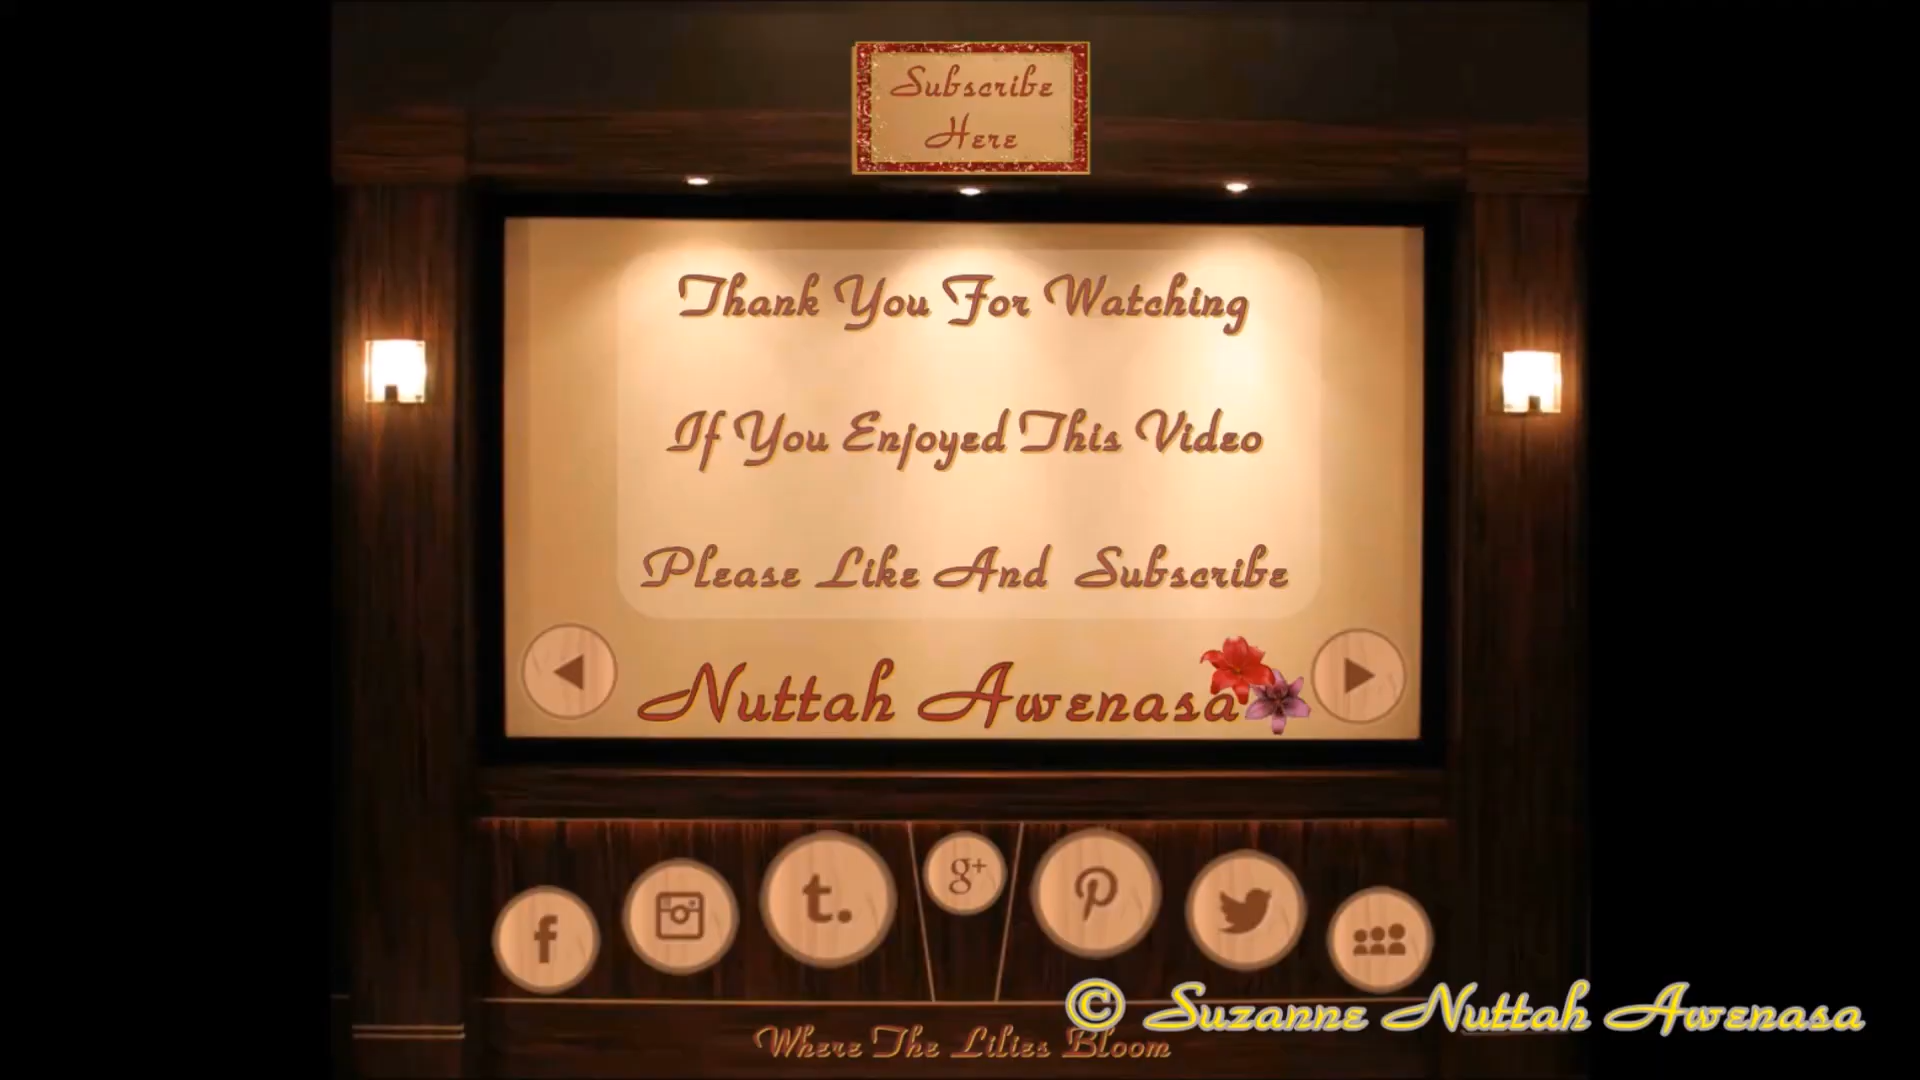 Subscribe
Here
Thank You For Watching
If You Enjoyed This Video
Please Like And Subscribe
Nuttah Awenasa
f
t.
g+
© Suzanne Nuttah Awenasa
Where The Lilies Bloom